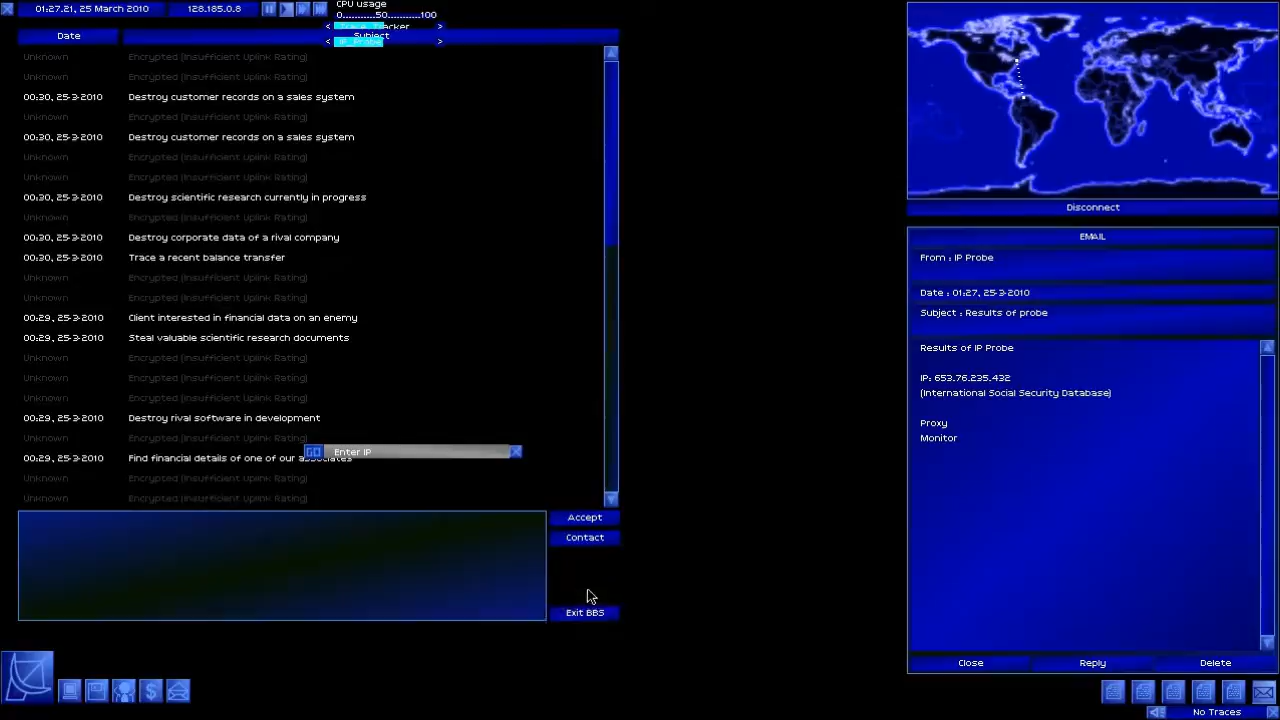 01:27.21, 25 March 2010
128.185.0.8
CPU usage
0..........50..........100
< Trace_Tracker >
< IP_Probe >
Date
Subject
Unknown Encrypted (Insufficient Uplink Rating)
Unknown Encrypted (Insufficient Uplink Rating)
00:30, 25-3-2010 Destroy customer records on a sales system
Unknown Encrypted (Insufficient Uplink Rating)
00:30, 25-3-2010 Destroy customer records on a sales system
Unknown Encrypted (Insufficient Uplink Rating)
Unknown Encrypted (Insufficient Uplink Rating)
00:30, 25-3-2010 Destroy scientific research currently in progress
Unknown Encrypted (Insufficient Uplink Rating)
00:30, 25-3-2010 Destroy corporate data of a rival company
00:30, 25-3-2010 Trace a recent balance transfer
Unknown Encrypted (Insufficient Uplink Rating)
Unknown Encrypted (Insufficient Uplink Rating)
00:29, 25-3-2010 Client interested in financial data on an enemy
00:29, 25-3-2010 Steal valuable scientific research documents
Unknown Encrypted (Insufficient Uplink Rating)
Unknown Encrypted (Insufficient Uplink Rating)
Unknown Encrypted (Insufficient Uplink Rating)
00:29, 25-3-2010 Destroy rival software in development
Unknown Encrypted (Insufficient Uplink Rating)
GO Enter IP
00:29, 25-3-2010 Find financial details of one of our associates
Unknown Encrypted (Insufficient Uplink Rating)
Accept
Contact
Exit BBS
Disconnect
EMAIL
From : IP Probe
Date : 01:27, 25-3-2010
Subject : Results of probe
Results of IP Probe
IP: 653.76.235.432
(International Social Security Database)
Proxy
Monitor
Close
Reply
Delete
No Traces